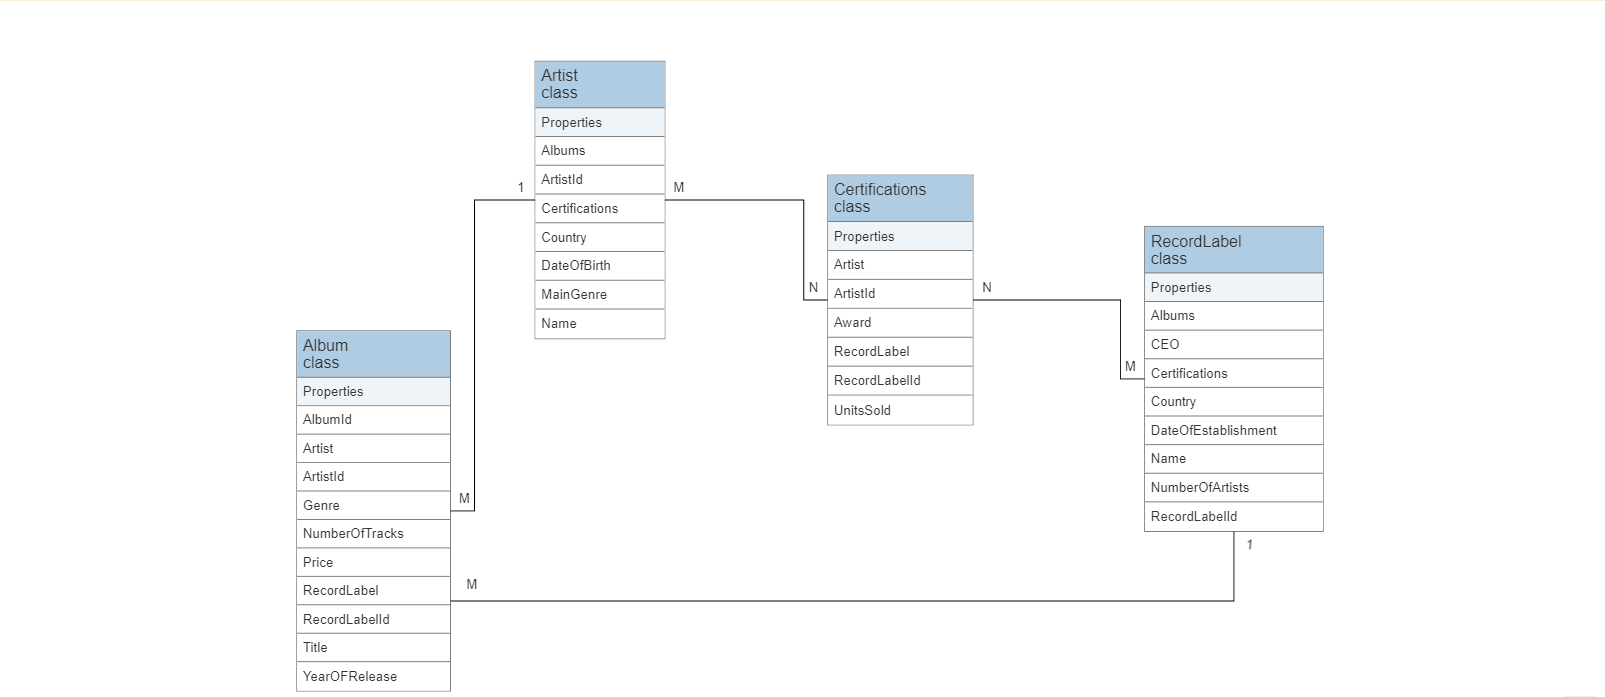 Artist
class
Properties
Albums
ArtistId
Certifications
Country
DateOfBirth
MainGenre
Name
1
M
Certifications
class
Properties
Artist
ArtistId
Award
RecordLabel
RecordLabelId
UnitsSold
N
N
RecordLabel
class
Properties
Albums
CEO
Certifications
Country
DateOfEstablishment
Name
NumberOfArtists
RecordLabelId
M
1
Album
class
Properties
AlbumId
Artist
ArtistId
Genre
NumberOfTracks
Price
RecordLabel
RecordLabelId
Title
YearOFRelease
M
M